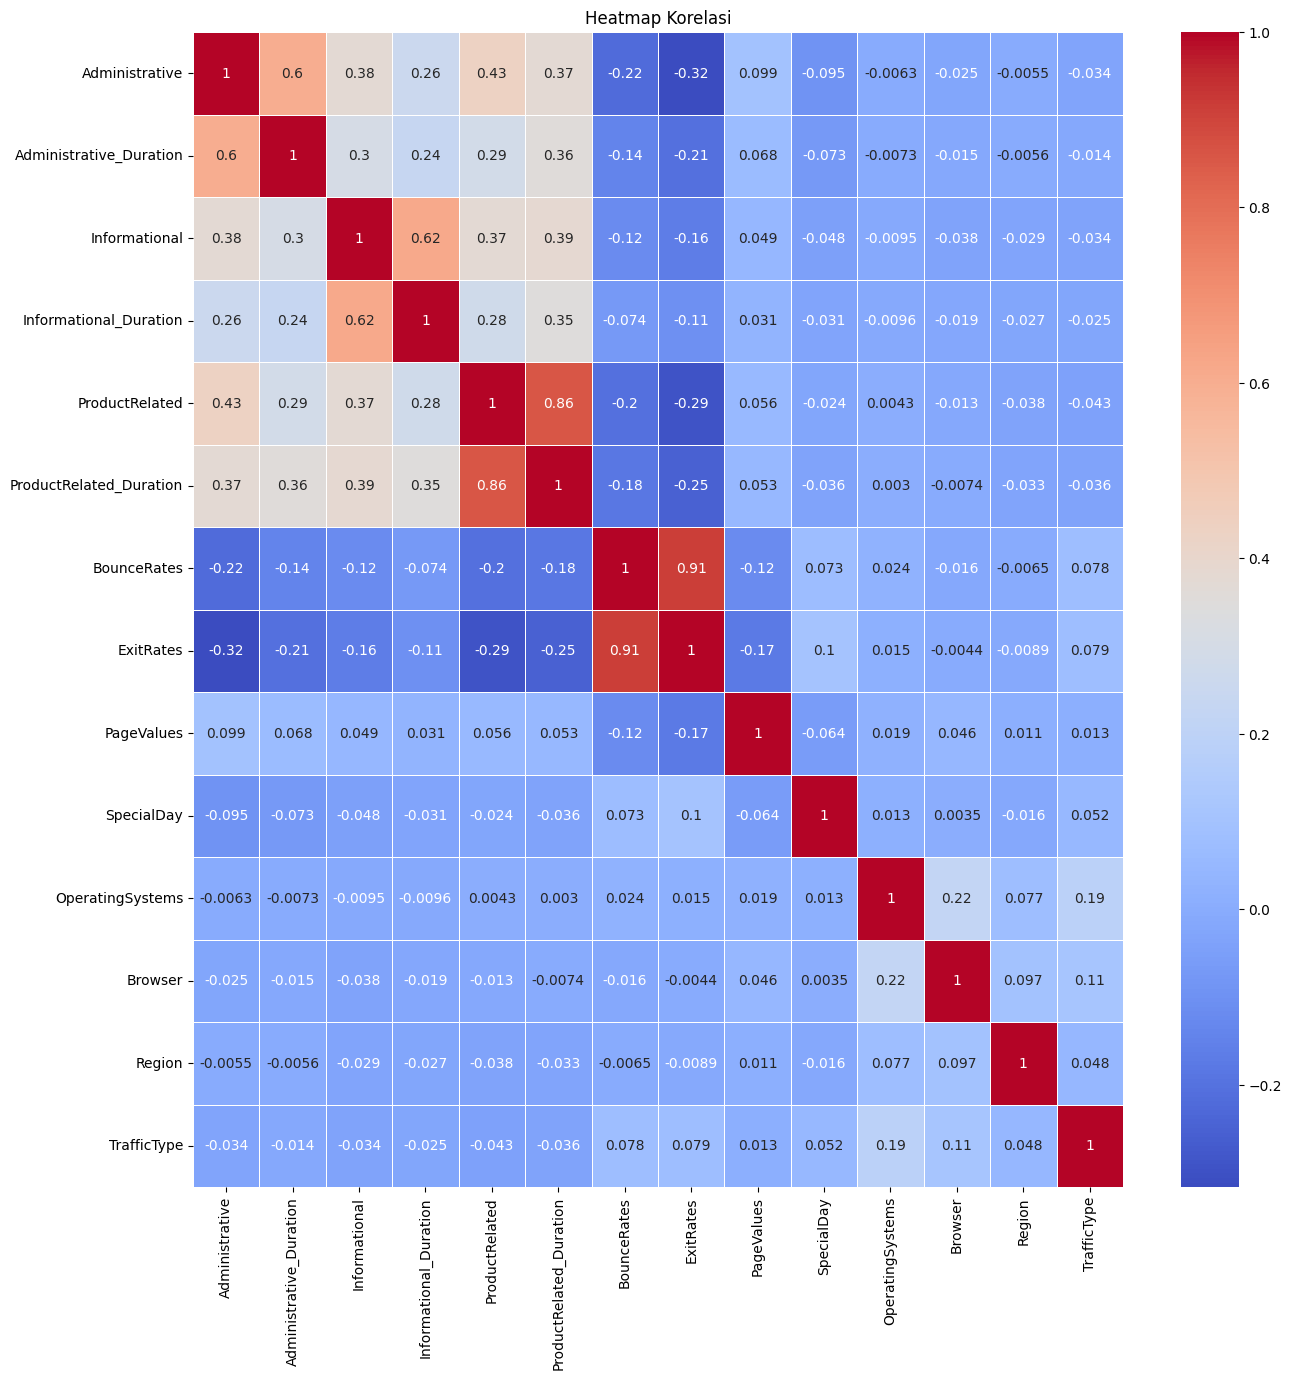 Heatmap Korelasi
Administrative 1 0.6 0.38 0.26 0.43 0.37 -0.22 -0.32 0.099 -0.095 -0.0063 -0.025 -0.0055 -0.034
Administrative_Duration 0.6 1 0.3 0.24 0.29 0.36 -0.14 -0.21 0.068 -0.073 -0.0073 -0.015 -0.0056 -0.014
Informational 0.38 0.3 1 0.62 0.37 0.39 -0.12 -0.16 0.049 -0.048 -0.0095 -0.038 -0.029 -0.034
Informational_Duration 0.26 0.24 0.62 1 0.28 0.35 -0.074 -0.11 0.031 -0.031 -0.0096 -0.019 -0.027 -0.025
ProductRelated 0.43 0.29 0.37 0.28 1 0.86 -0.2 -0.29 0.056 -0.024 0.0043 -0.013 -0.038 -0.043
ProductRelated_Duration 0.37 0.36 0.39 0.35 0.86 1 -0.18 -0.25 0.053 -0.036 0.003 -0.0074 -0.033 -0.036
BounceRates -0.22 -0.14 -0.12 -0.074 -0.2 -0.18 1 0.91 -0.12 0.073 0.024 -0.016 -0.0065 0.078
ExitRates -0.32 -0.21 -0.16 -0.11 -0.29 -0.25 0.91 1 -0.17 0.1 0.015 -0.0044 -0.0089 0.079
PageValues 0.099 0.068 0.049 0.031 0.056 0.053 -0.12 -0.17 1 -0.064 0.019 0.046 0.011 0.013
SpecialDay -0.095 -0.073 -0.048 -0.031 -0.024 -0.036 0.073 0.1 -0.064 1 0.013 0.0035 -0.016 0.052
OperatingSystems -0.0063 -0.0073 -0.0095 -0.0096 0.0043 0.003 0.024 0.015 0.019 0.013 1 0.22 0.077 0.19
Browser -0.025 -0.015 -0.038 -0.019 -0.013 -0.0074 -0.016 -0.0044 0.046 0.0035 0.22 1 0.097 0.11
Region -0.0055 -0.0056 -0.029 -0.027 -0.038 -0.033 -0.0065 -0.0089 0.011 -0.016 0.077 0.097 1 0.048
TrafficType -0.034 -0.014 -0.034 -0.025 -0.043 -0.036 0.078 0.079 0.013 0.052 0.19 0.11 0.048 1
Administrative
Administrative_Duration
Informational
Informational_Duration
ProductRelated
ProductRelated_Duration
BounceRates
ExitRates
PageValues
SpecialDay
OperatingSystems
Browser
Region
TrafficType
1.0
0.8
0.6
0.4
0.2
0.0
−0.2